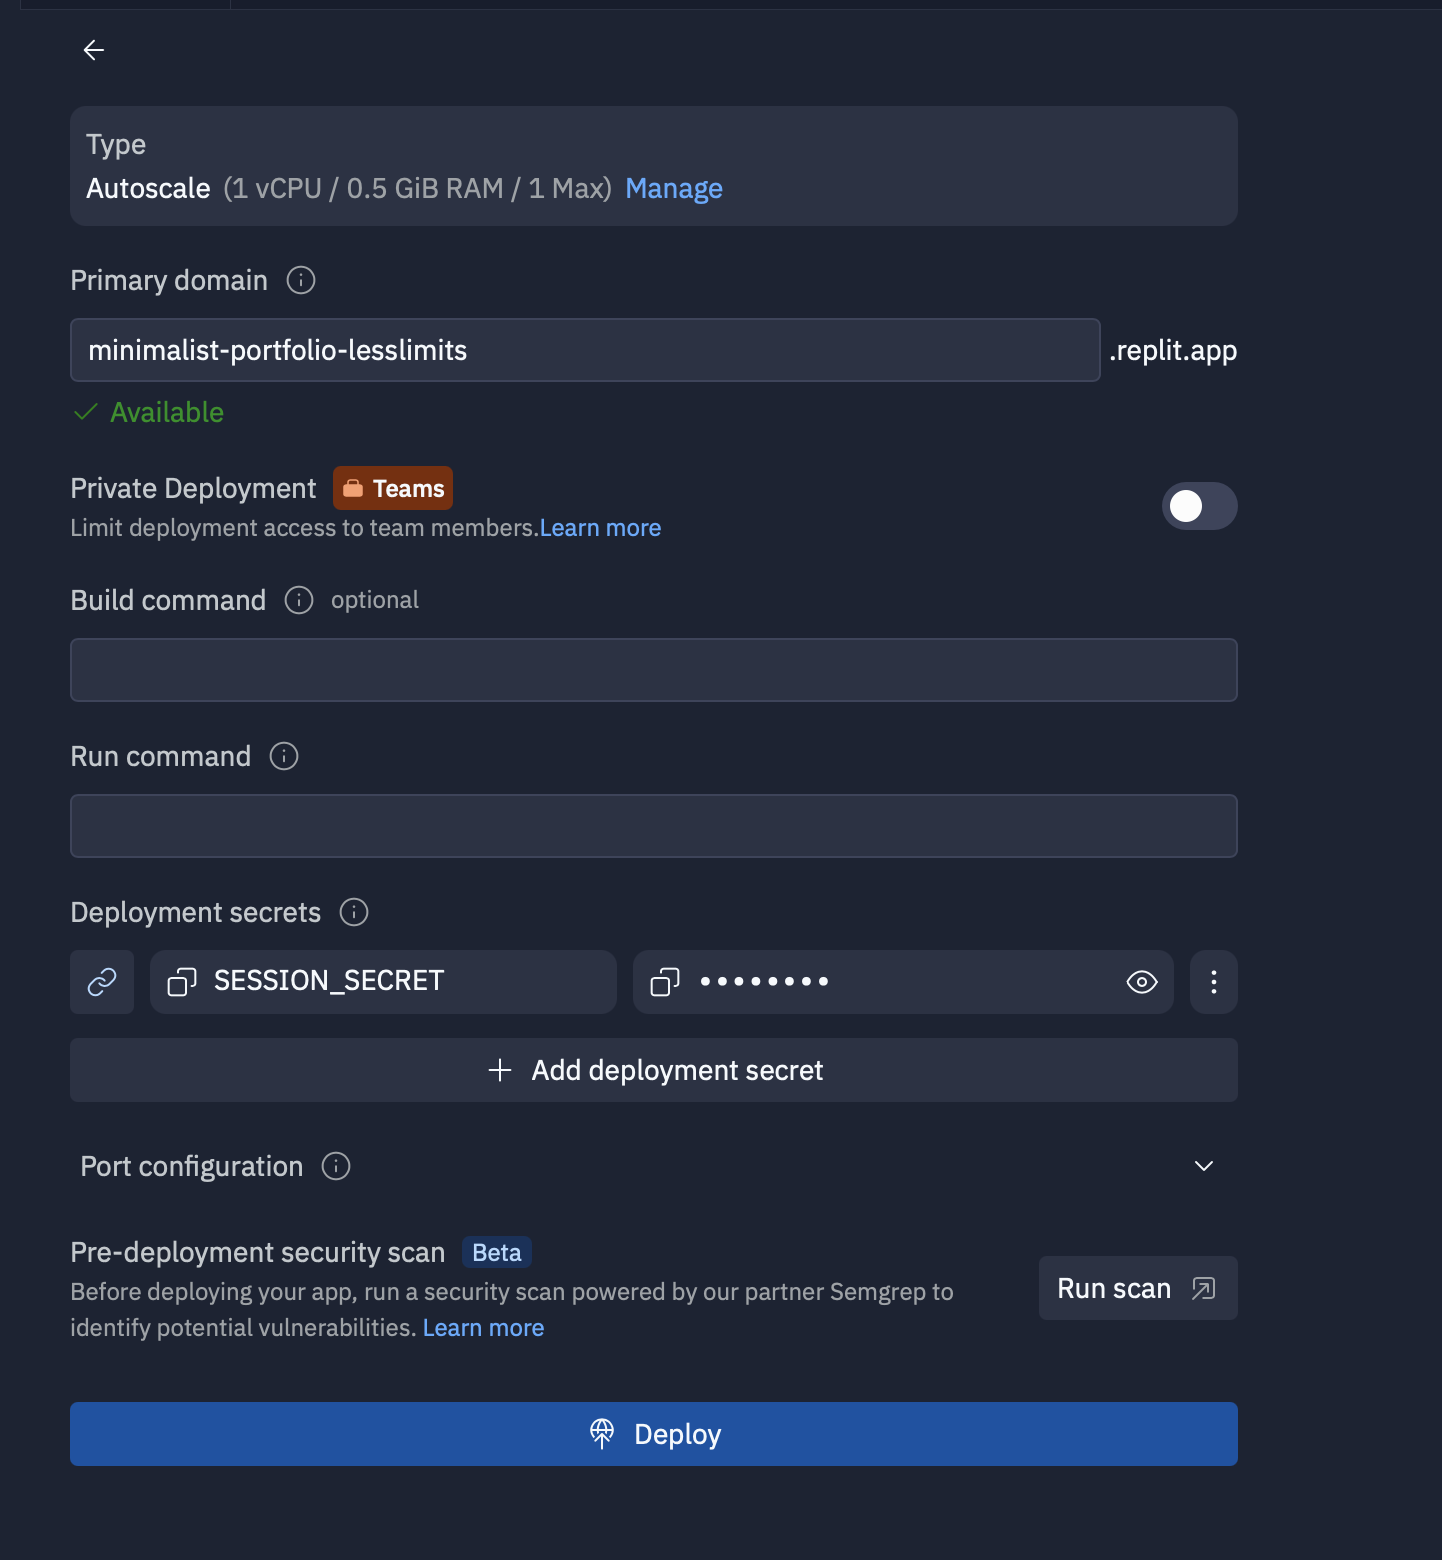 Type
Autoscale (1 vCPU / 0.5 GiB RAM / 1 Max) Manage
Primary domain
minimalist-portfolio-lesslimits .replit.app
Available
Private Deployment Teams
Limit deployment access to team members.Learn more
Build command optional
Run command
Deployment secrets
SESSION_SECRET ••••••••
Add deployment secret
Port configuration
Pre-deployment security scan Beta
Before deploying your app, run a security scan powered by our partner Semgrep to
identify potential vulnerabilities. Learn more
Run scan
Deploy